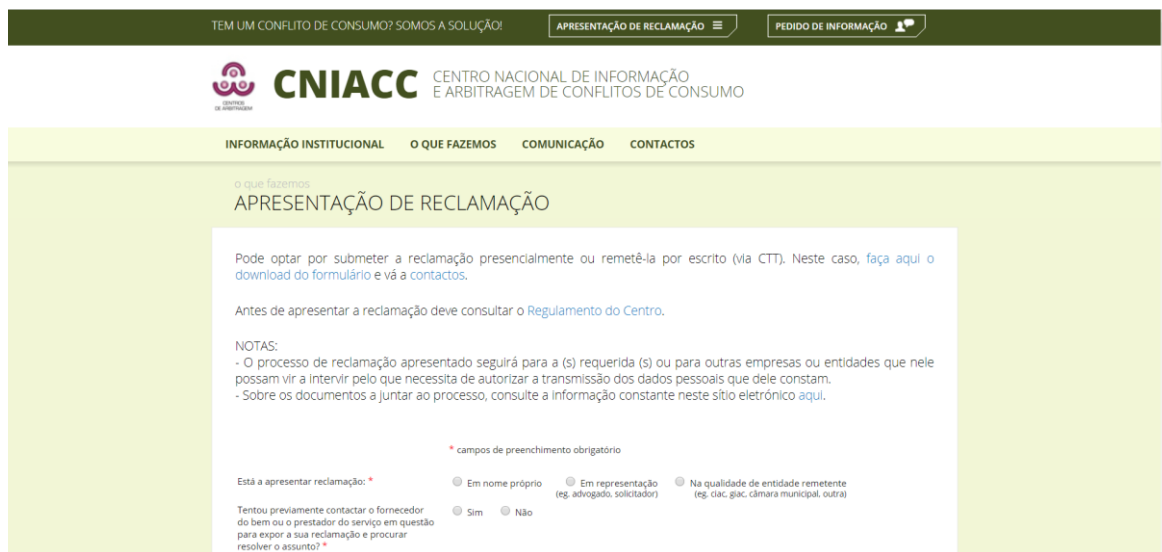 TEM UM CONFLITO DE CONSUMO? SOMOS A SOLUÇÃO!
APRESENTAÇÃO DE RECLAMAÇÃO
PEDIDO DE INFORMAÇÃO
CENTROS
DE ARBITRAGEM
CNIACC
CENTRO NACIONAL DE INFORMAÇÃO
E ARBITRAGEM DE CONFLITOS DE CONSUMO
INFORMAÇÃO INSTITUCIONAL O QUE FAZEMOS COMUNICAÇÃO CONTACTOS
o que fazemos
APRESENTAÇÃO DE RECLAMAÇÃO
Pode optar por submeter a reclamação presencialmente ou remetê-la por escrito (via CTT). Neste caso, faça aqui o
download do formulário e vá a contactos.
Antes de apresentar a reclamação deve consultar o Regulamento do Centro.
NOTAS:
- O processo de reclamação apresentado seguirá para a (s) requerida (s) ou para outras empresas ou entidades que nele
possam vir a intervir pelo que necessita de autorizar a transmissão dos dados pessoais que dele constam.
- Sobre os documentos a juntar ao processo, consulte a informação constante neste sítio eletrónico aqui.
* campos de preenchimento obrigatório
Está a apresentar reclamação: *
Em nome próprio
Em representação
(eg. advogado, solicitador)
Na qualidade de entidade remetente
(eg. ciac, giac, câmara municipal, outra)
Tentou previamente contactar o fornecedor
do bem ou o prestador do serviço em questão
para expor a sua reclamação e procurar
resolver o assunto? *
Sim
Não